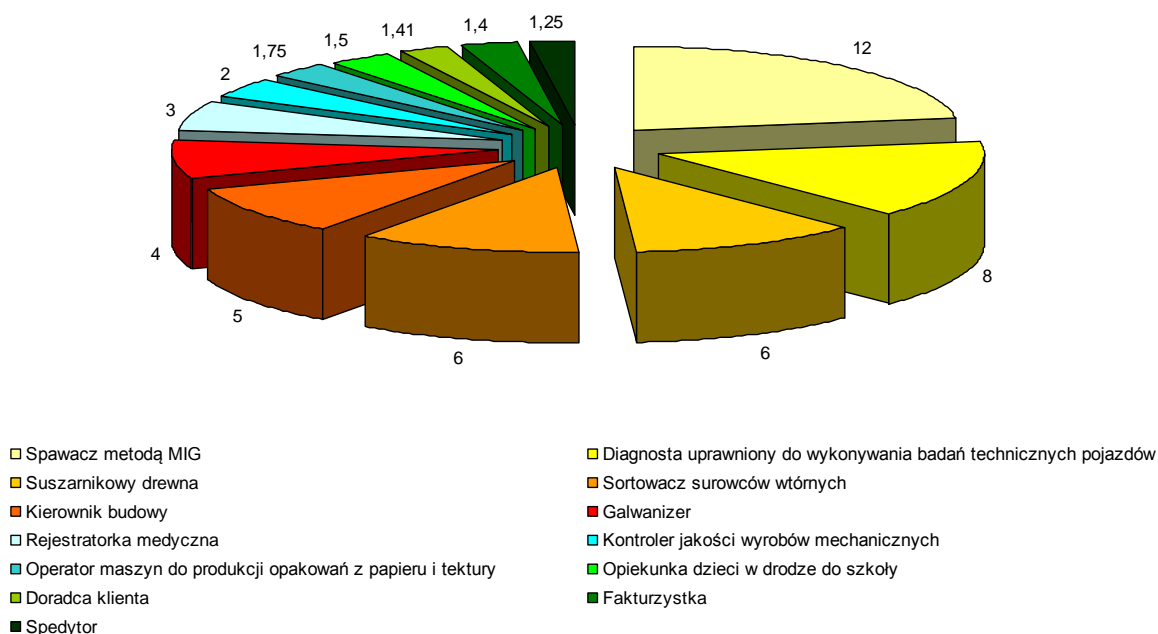 1,25
1,4
1,41
1,5
1,75
2
3
4
5
6
6
8
12
Spawacz metodą MIG
Diagnosta uprawniony do wykonywania badań technicznych pojazdów
Suszarnikowy drewna
Sortowacz surowców wtórnych
Kierownik budowy
Galwanizer
Rejestratorka medyczna
Kontroler jakości wyrobów mechanicznych
Operator maszyn do produkcji opakowań z papieru i tektury
Opiekunka dzieci w drodze do szkoły
Doradca klienta
Fakturzystka
Spedytor